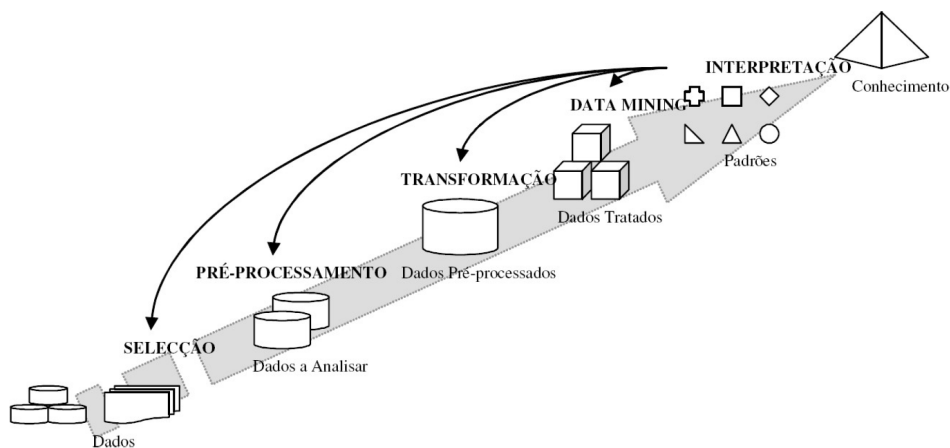 INTERPRETAÇÃO
Conhecimento
DATA MINING
Padrões
TRANSFORMAÇÃO
Dados Tratados
PRÉ-PROCESSAMENTO
Dados Pré-processados
SELECÇÃO
Dados a Analisar
Dados